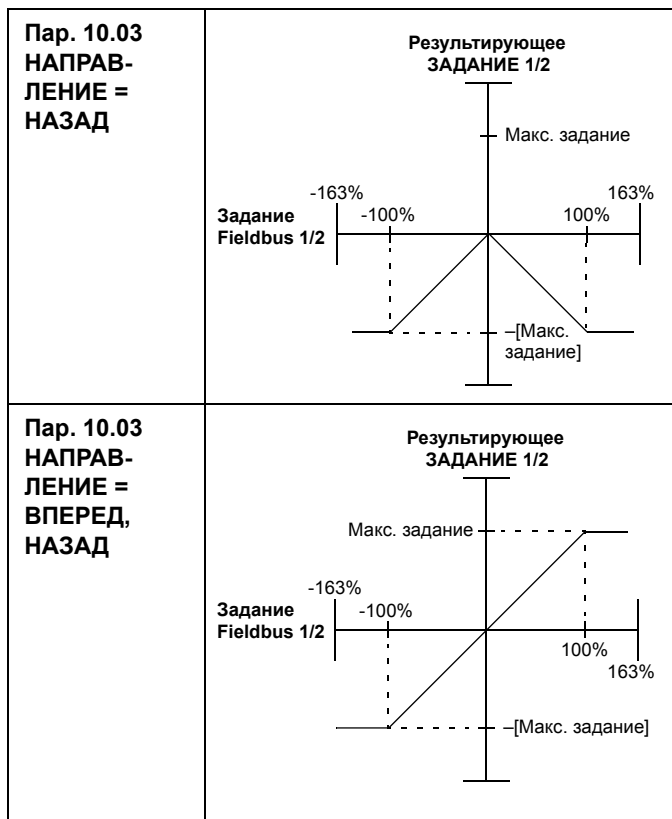 Пар. 10.03
НАПРАВ-
ЛЕНИЕ =
НАЗАД
Результирующее
ЗАДАНИЕ 1/2
Макс. задание
-163%
163%
Задание
Fieldbus 1/2
-100%
100%
–[Макс.
задание]
Пар. 10.03
НАПРАВ-
ЛЕНИЕ =
ВПЕРЕД,
НАЗАД
Результирующее
ЗАДАНИЕ 1/2
Макс. задание
-163%
Задание
Fieldbus 1/2
-100%
100%
163%
–[Макс. задание]